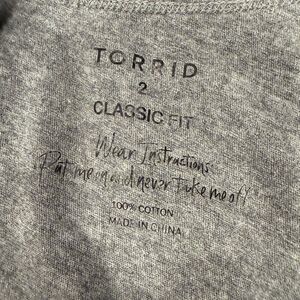 TORRID
2
CLASSIC FIT
Wear Instructions:
Put me on and never take me off!
100% COTTON
MADE IN CHINA